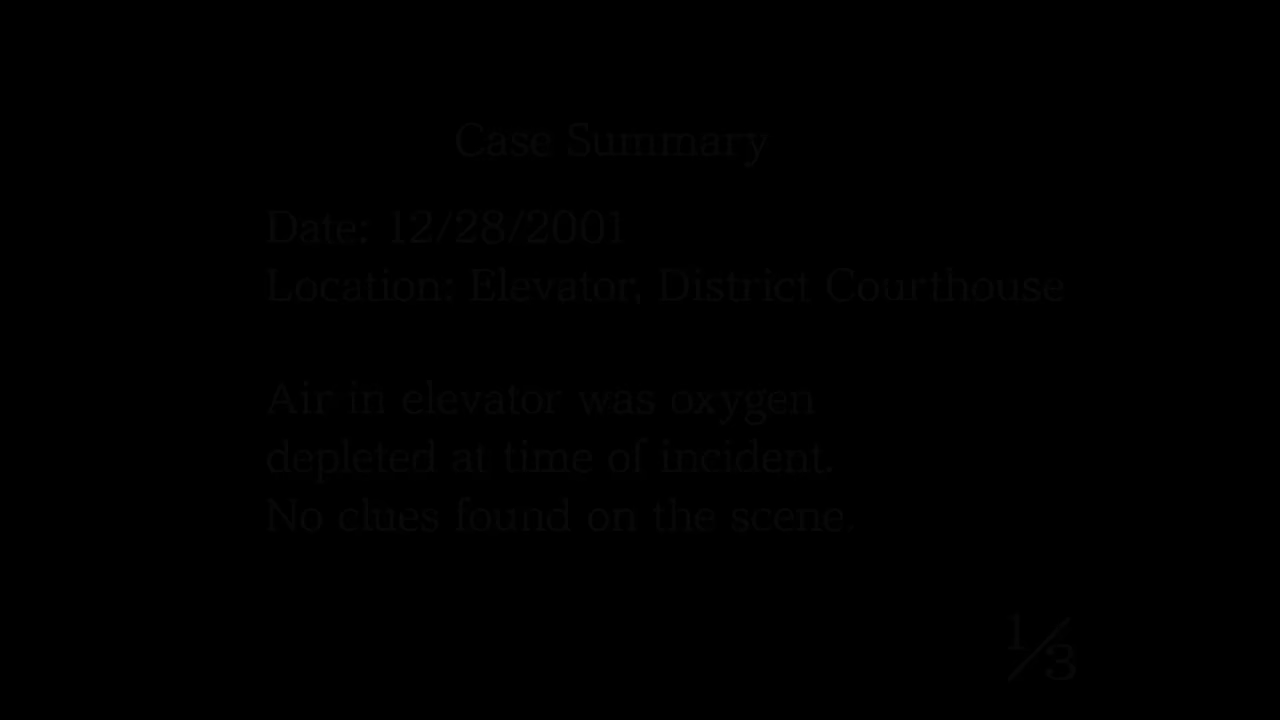 Case Summary
Date: 12/28/2001
Location: Elevator, District Courthouse
Air in elevator was oxygen
depleted at time of incident.
No clues found on the scene.
1/3